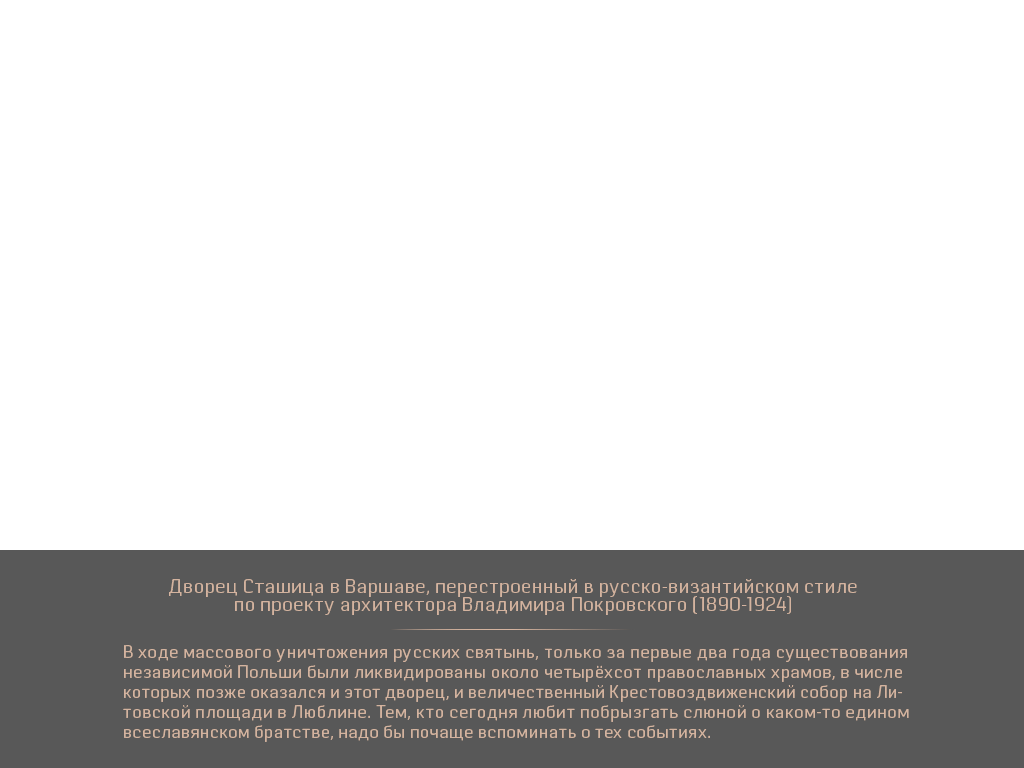 Дворец Сташица в Варшаве, перестроенный в русско-византийском стиле
по проекту архитектора Владимира Покровского (1890-1924)
В ходе массового уничтожения русских святынь, только за первые два года существования
независимой Польши были ликвидированы около четырёхсот православных храмов, в числе
которых позже оказался и этот дворец, и величественный Крестовоздвиженский собор на Ли-
товской площади в Люблине. Тем, кто сегодня любит побрызгать слюной о каком-то едином
всеславянском братстве, надо бы почаще вспоминать о тех событиях.